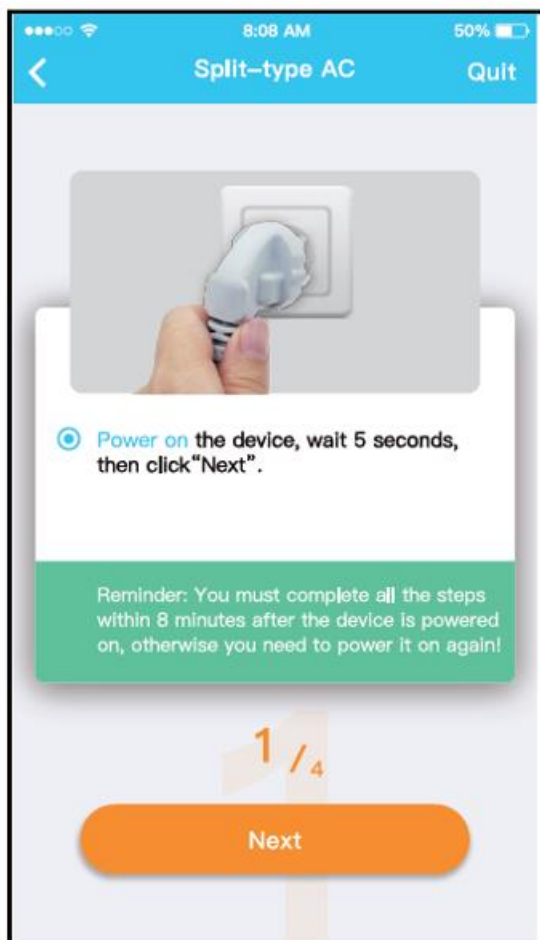 8:08 AM
50%
Split-type AC
Quit
Power on the device, wait 5 seconds,
then click“Next”.
Reminder: You must complete all the steps
within 8 minutes after the device is powered
on, otherwise you need to power it on again!
1 / 4
Next